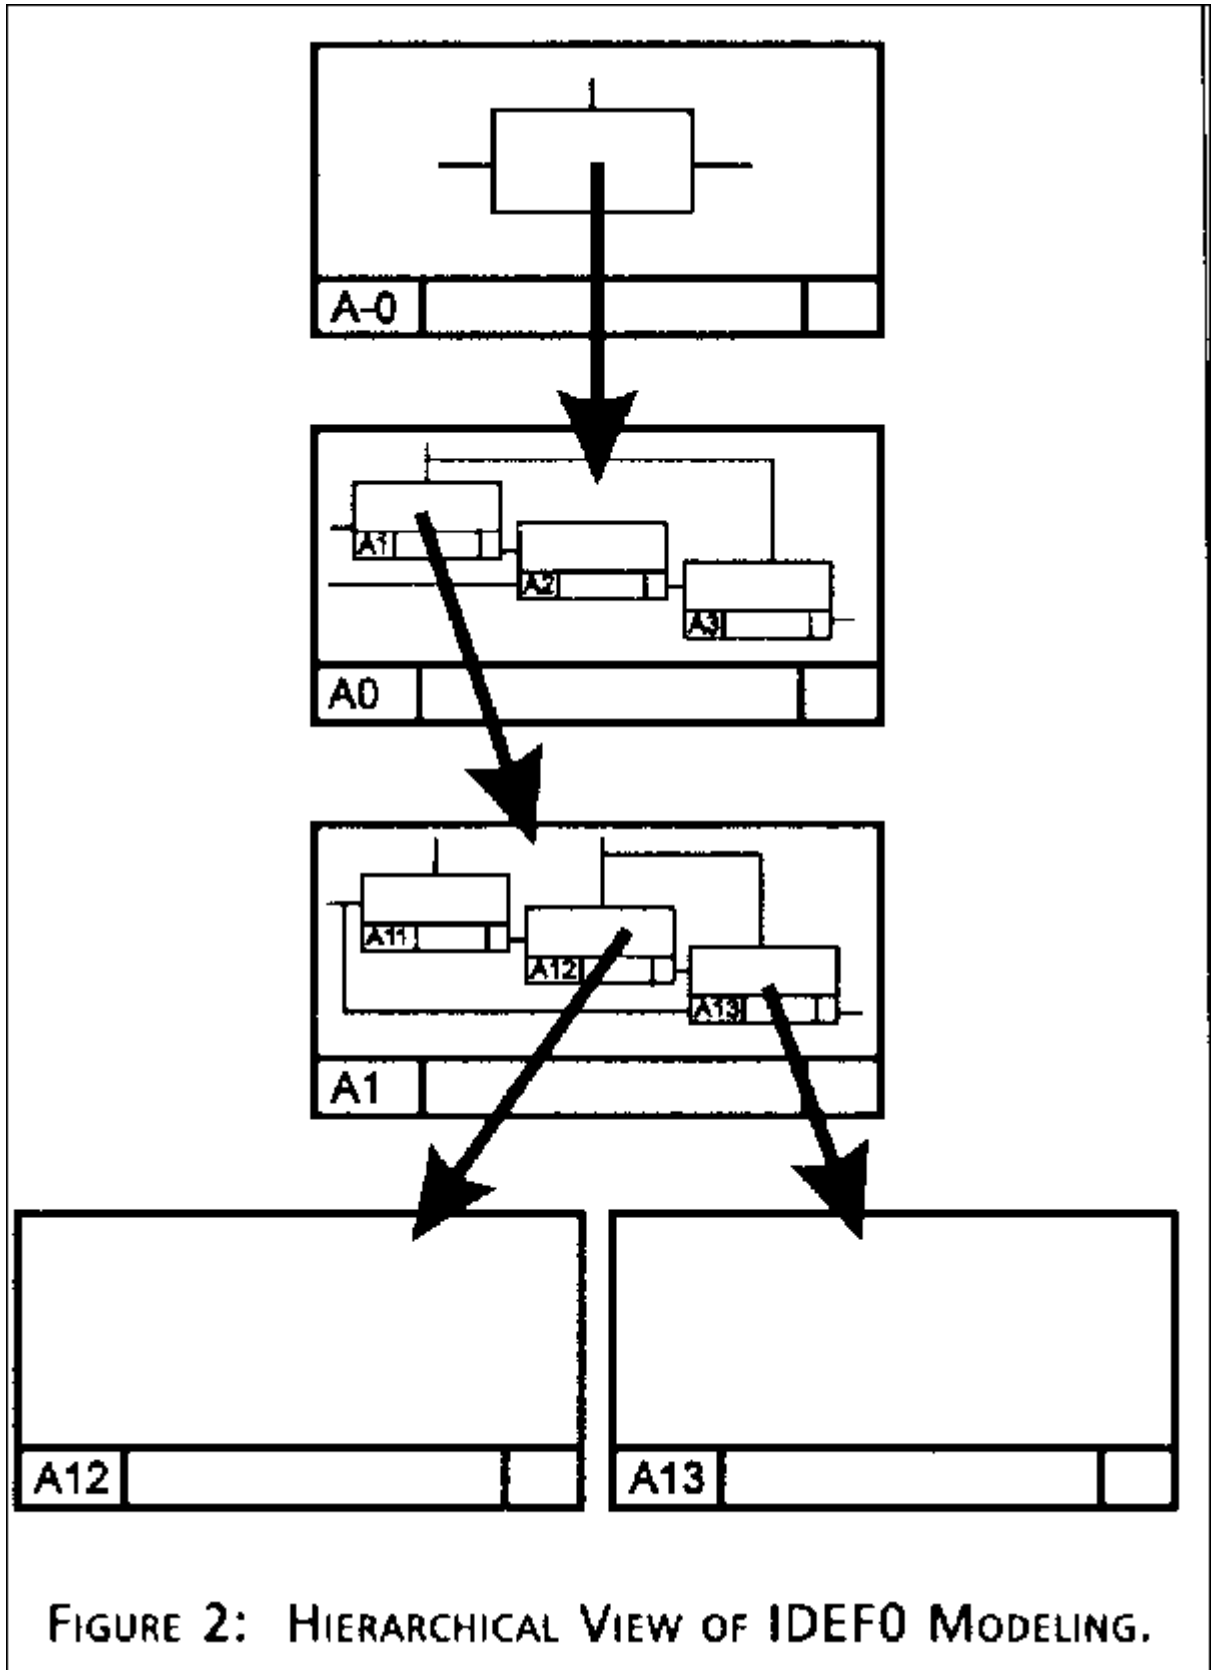 A-0
A1
A2
A3
A0
A11
A12
A13
A1
A12
A13
FIGURE 2: HIERARCHICAL VIEW OF IDEF0 MODELING.